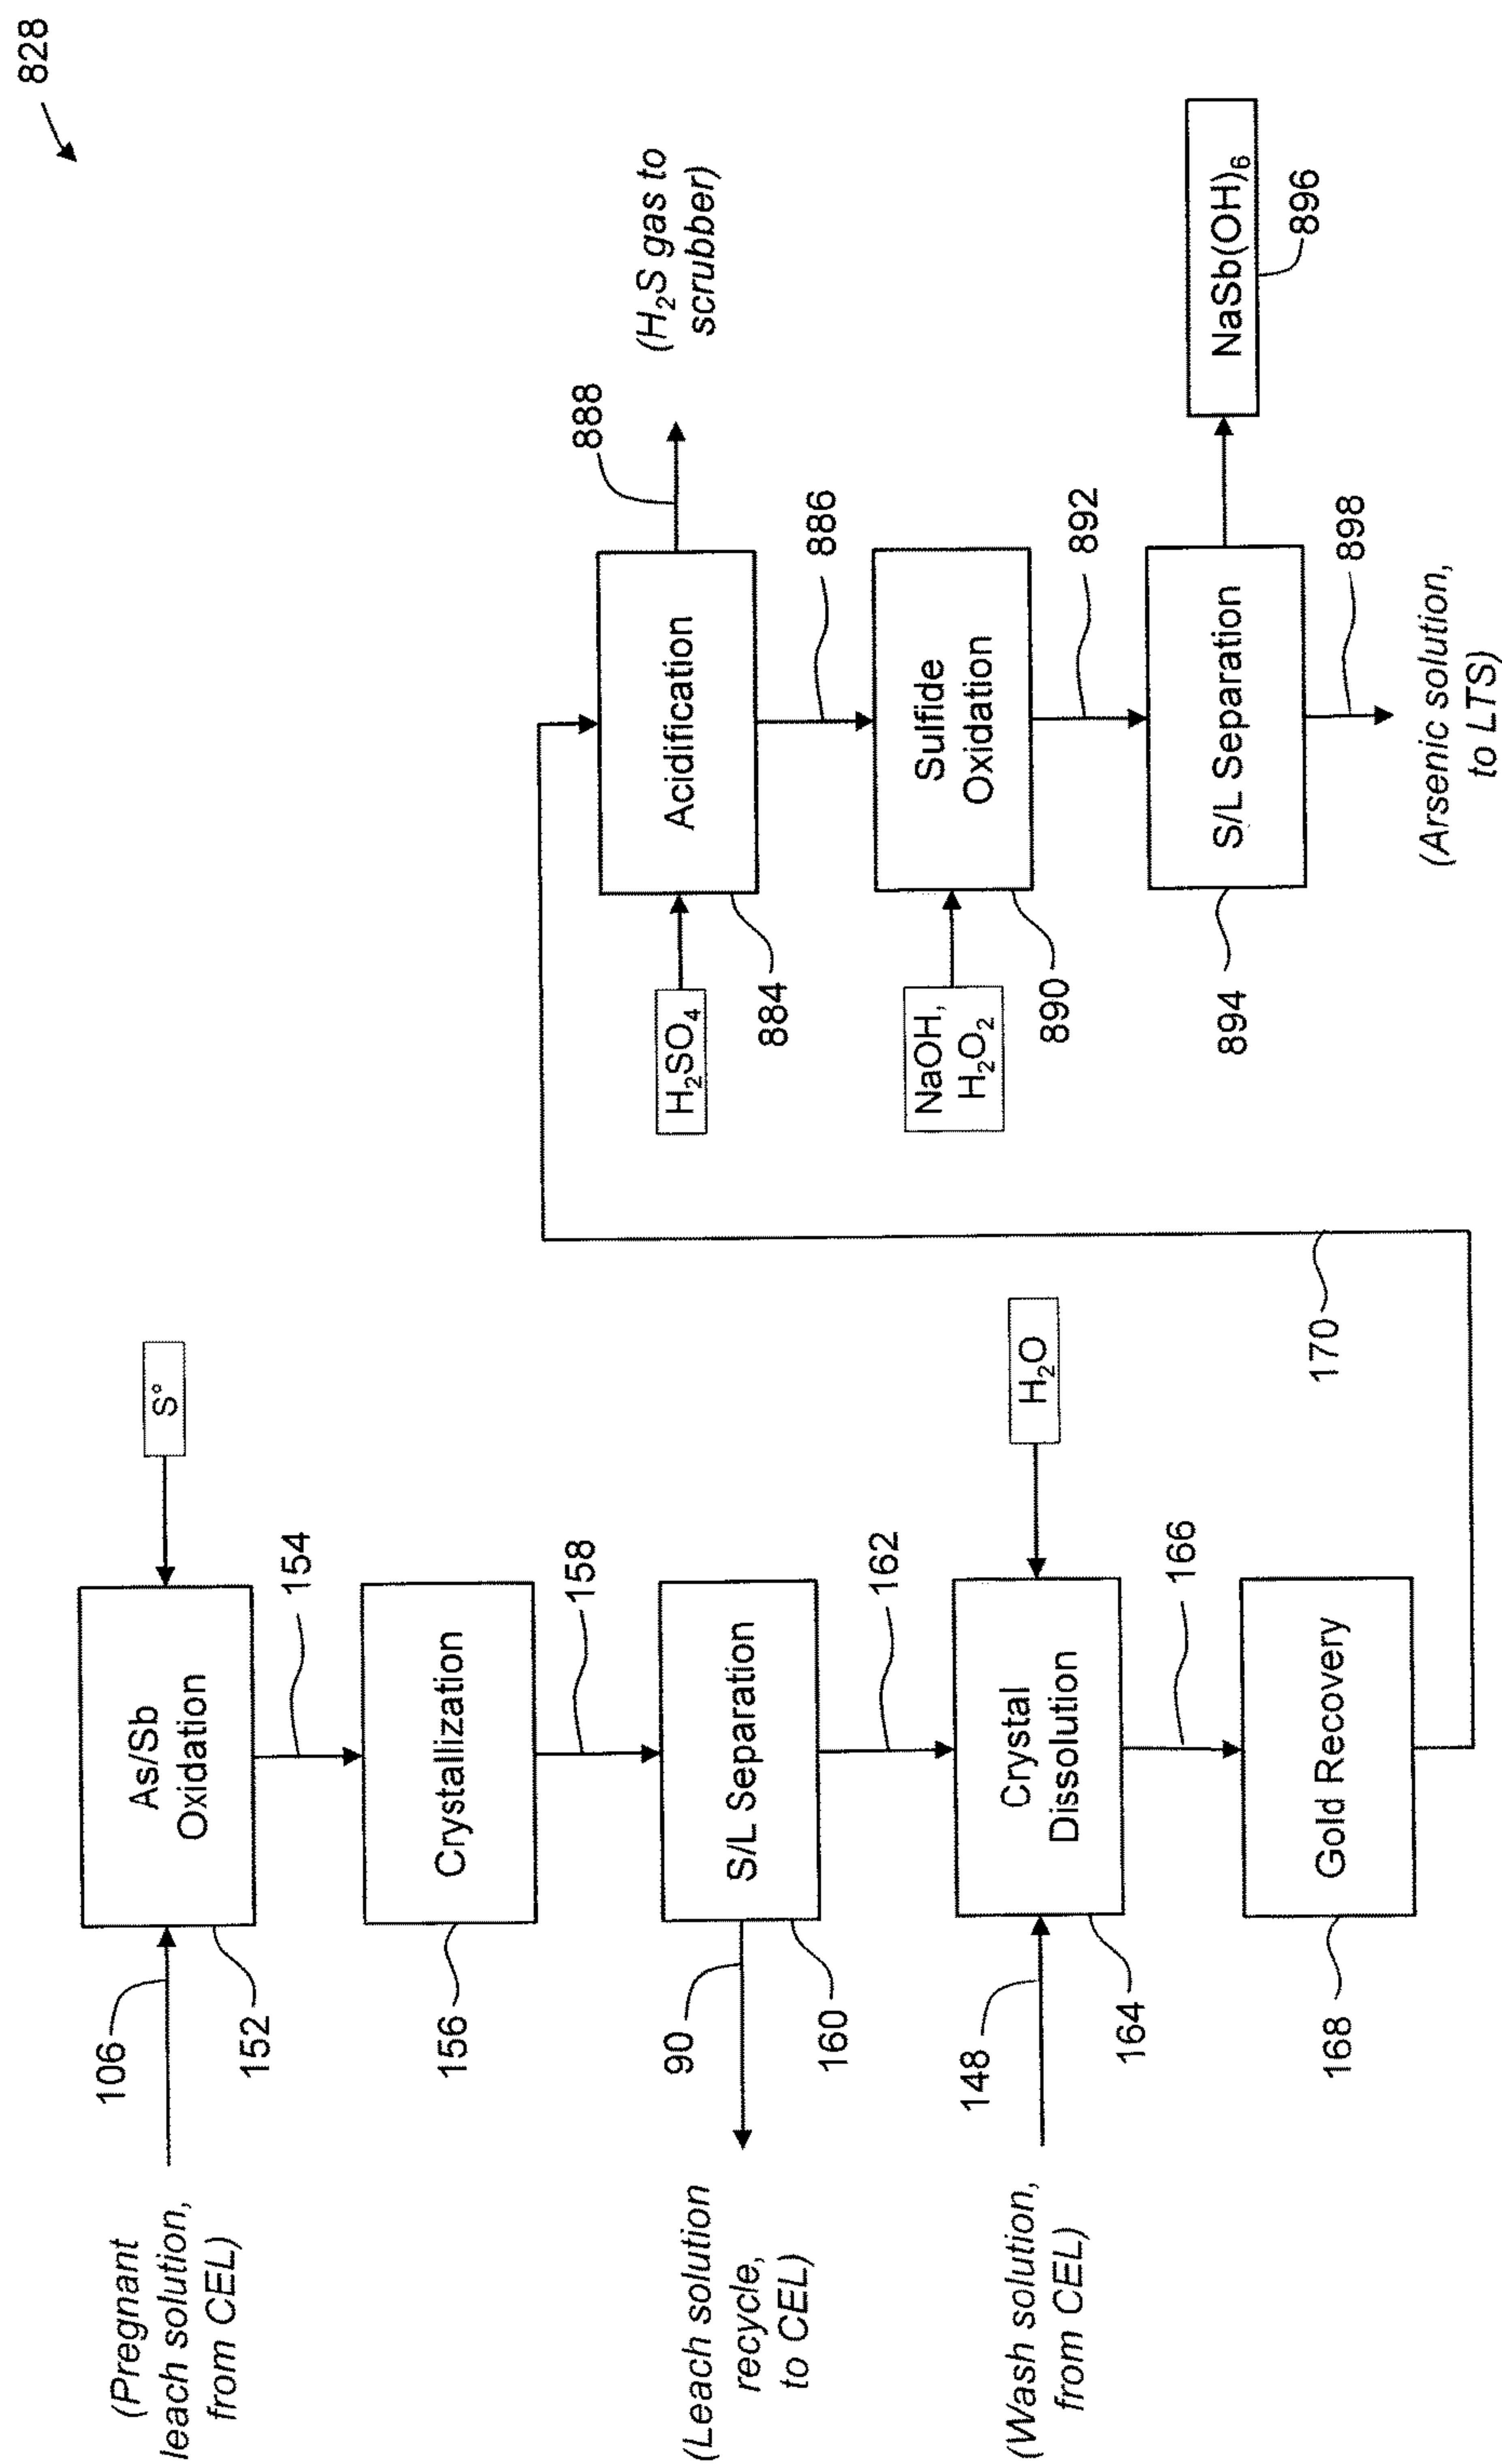 828
(Pregnant
leach solution,
from CEL)
106
152
As/Sb
Oxidation
S°
154
156
Crystallization
158
(Leach solution
recycle,
to CEL)
90
160
S/L Separation
162
(Wash solution,
from CEL)
148
164
Crystal
Dissolution
H₂O
166
168
Gold Recovery
170
H₂SO₄
884
Acidification
888
(H₂S gas to
scrubber)
886
NaOH,
H₂O₂
890
Sulfide
Oxidation
892
894
S/L Separation
NaSb(OH)₆
896
898
(Arsenic solution,
to LTS)